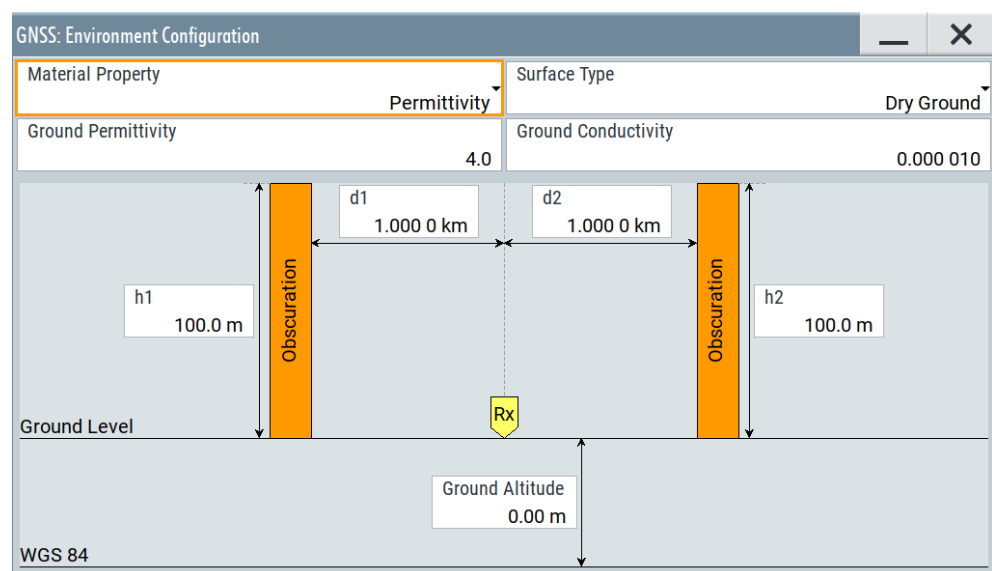 GNSS: Environment Configuration
Material Property
Permittivity
Surface Type
Dry Ground
Ground Permittivity
4.0
Ground Conductivity
0.000 010
d1
1.000 0 km
d2
1.000 0 km
Obscuration
Obscuration
h1
100.0 m
h2
100.0 m
Rx
Ground Level
Ground Altitude
0.00 m
WGS 84